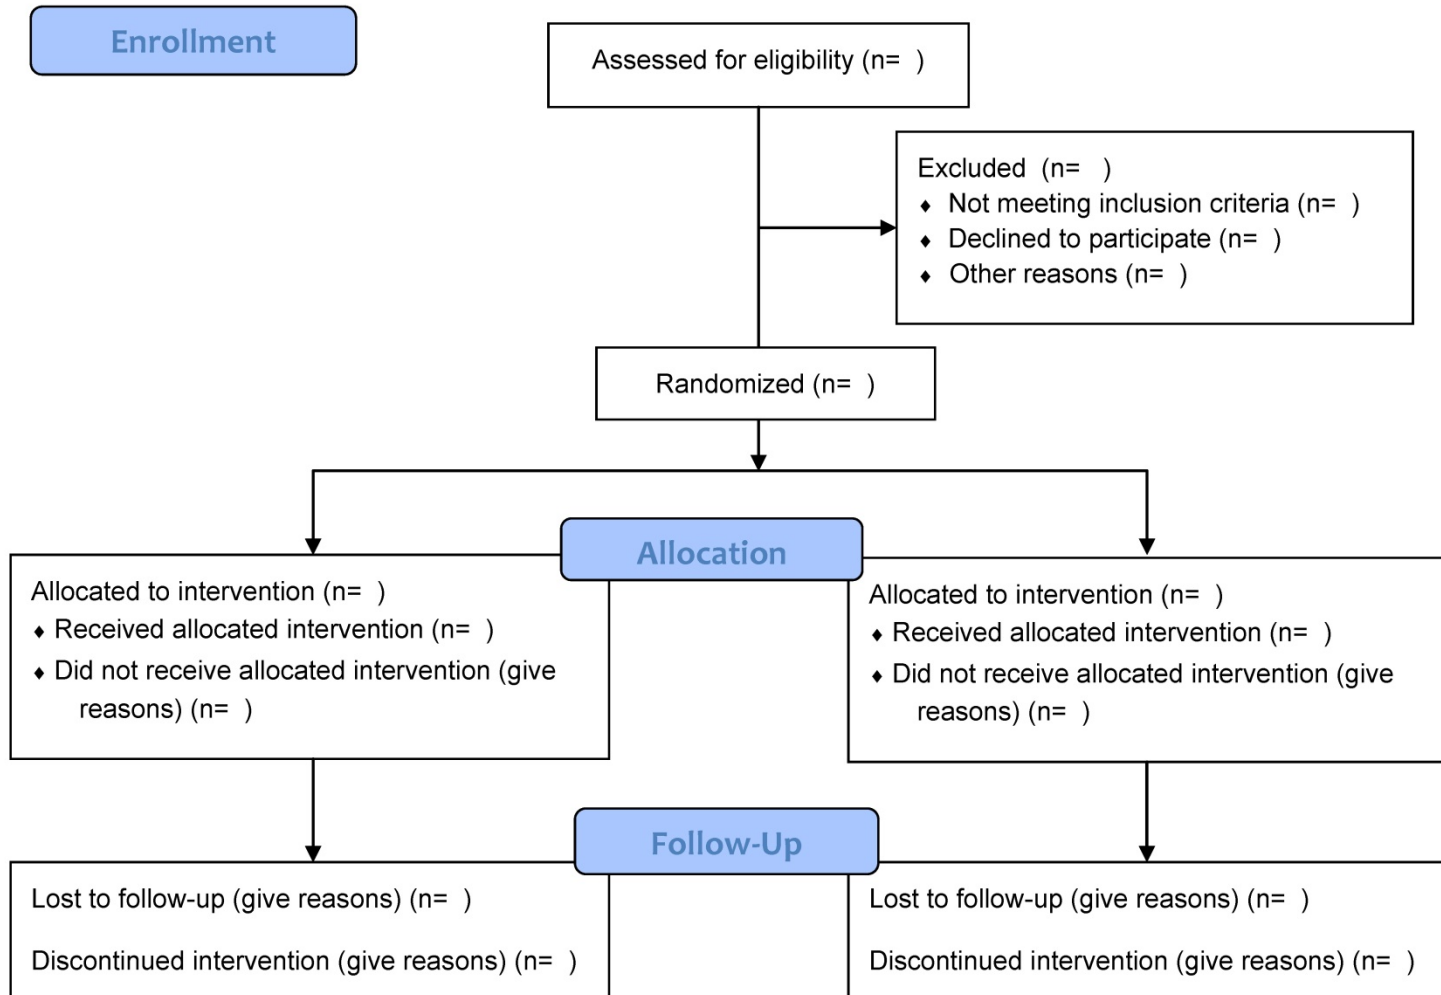 Enrollment
Assessed for eligibility (n=  )
Excluded  (n=   )
♦ Not meeting inclusion criteria (n=  )
♦ Declined to participate (n=  )
♦ Other reasons (n=  )
Randomized (n=  )
Allocation
Allocated to intervention (n=  )
♦ Received allocated intervention (n=  )
♦ Did not receive allocated intervention (give
reasons) (n=  )
Allocated to intervention (n=  )
♦ Received allocated intervention (n=  )
♦ Did not receive allocated intervention (give
reasons) (n=  )
Follow-Up
Lost to follow-up (give reasons) (n=  )
Discontinued intervention (give reasons) (n=  )
Lost to follow-up (give reasons) (n=  )
Discontinued intervention (give reasons) (n=  )